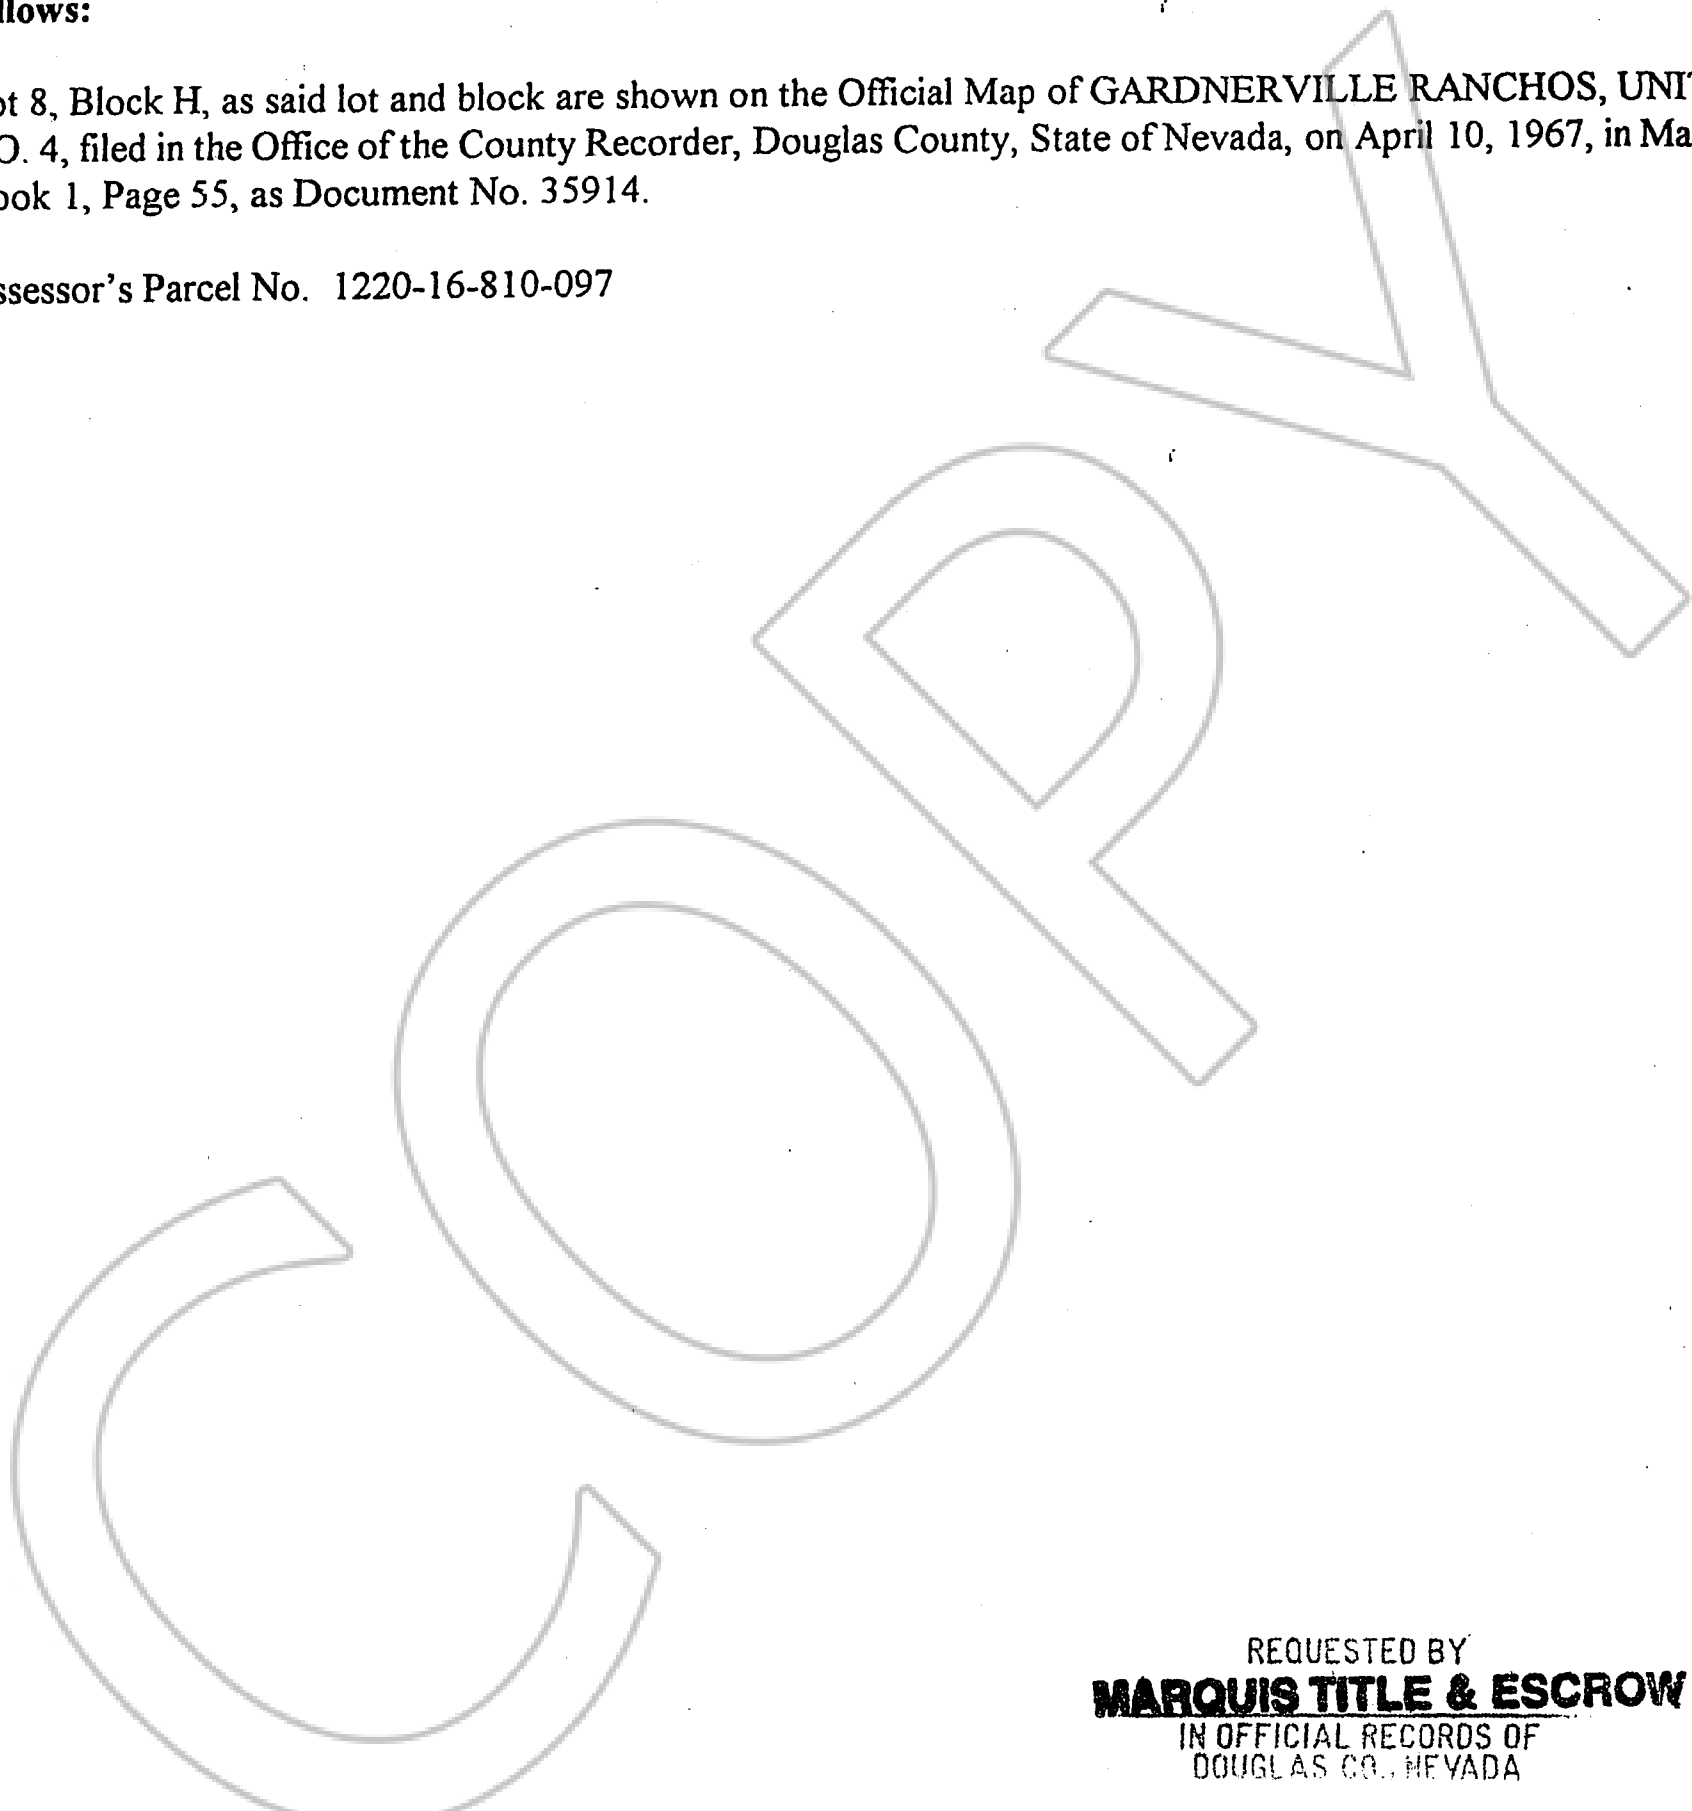 llows:
ot 8, Block H, as said lot and block are shown on the Official Map of GARDNERVILLE RANCHOS, UNIT
O. 4, filed in the Office of the County Recorder, Douglas County, State of Nevada, on April 10, 1967, in Ma
ook 1, Page 55, as Document No. 35914.
ssessor's Parcel No. 1220-16-810-097
COPY
REQUESTED BY
MARQUIS TITLE & ESCROW
IN OFFICIAL RECORDS OF
DOUGLAS CO., NEVADA